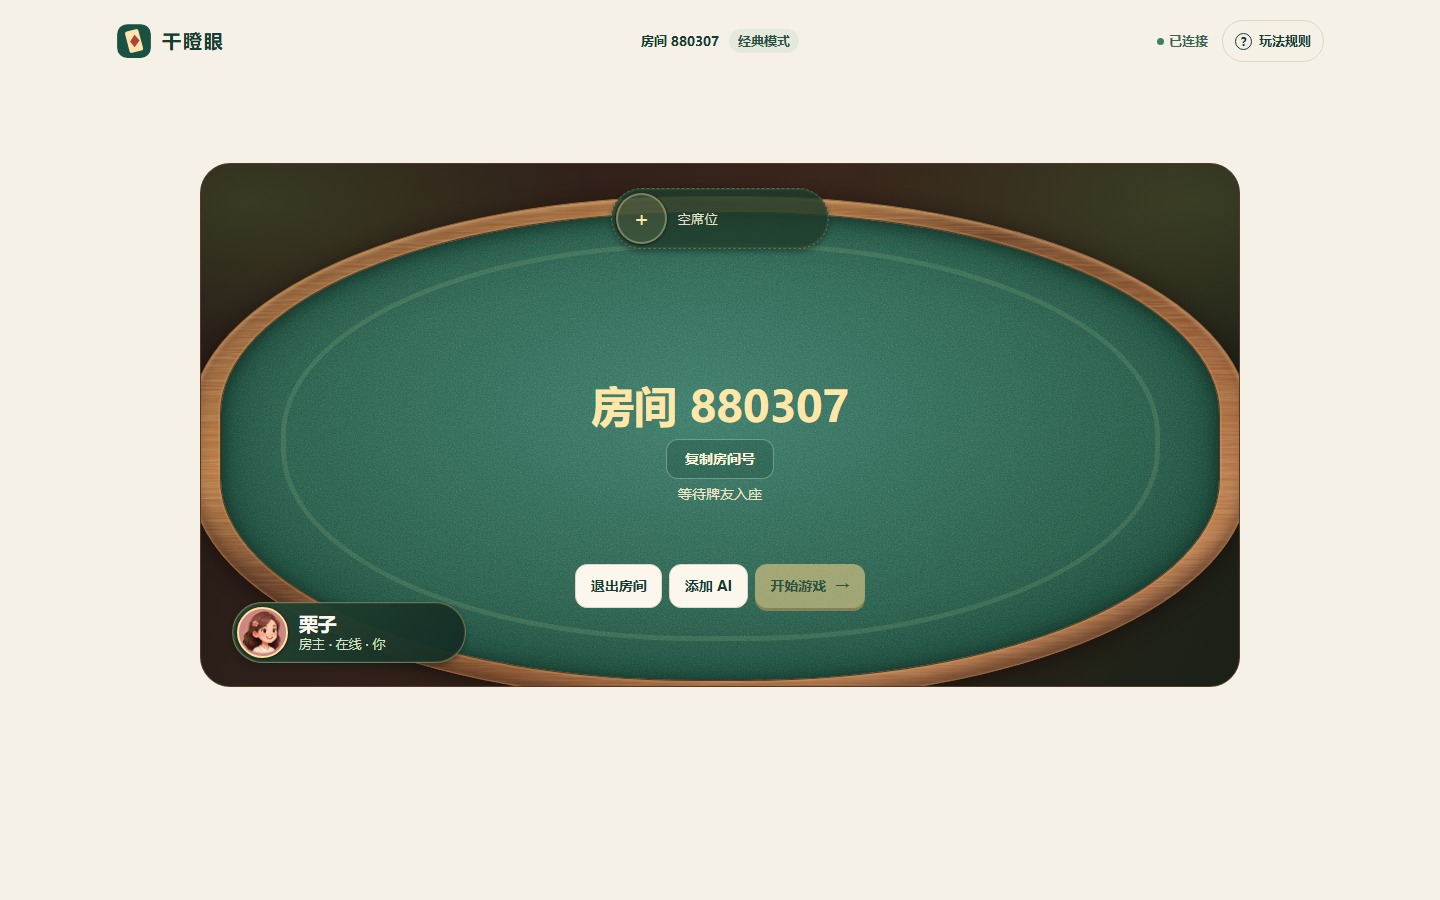 干瞪眼
房间 880307 经典模式
已连接
? 玩法规则
+ 空席位
房间 880307
复制房间号
等待牌友入座
退出房间
添加 AI
开始游戏 →
栗子
房主 · 在线 · 你